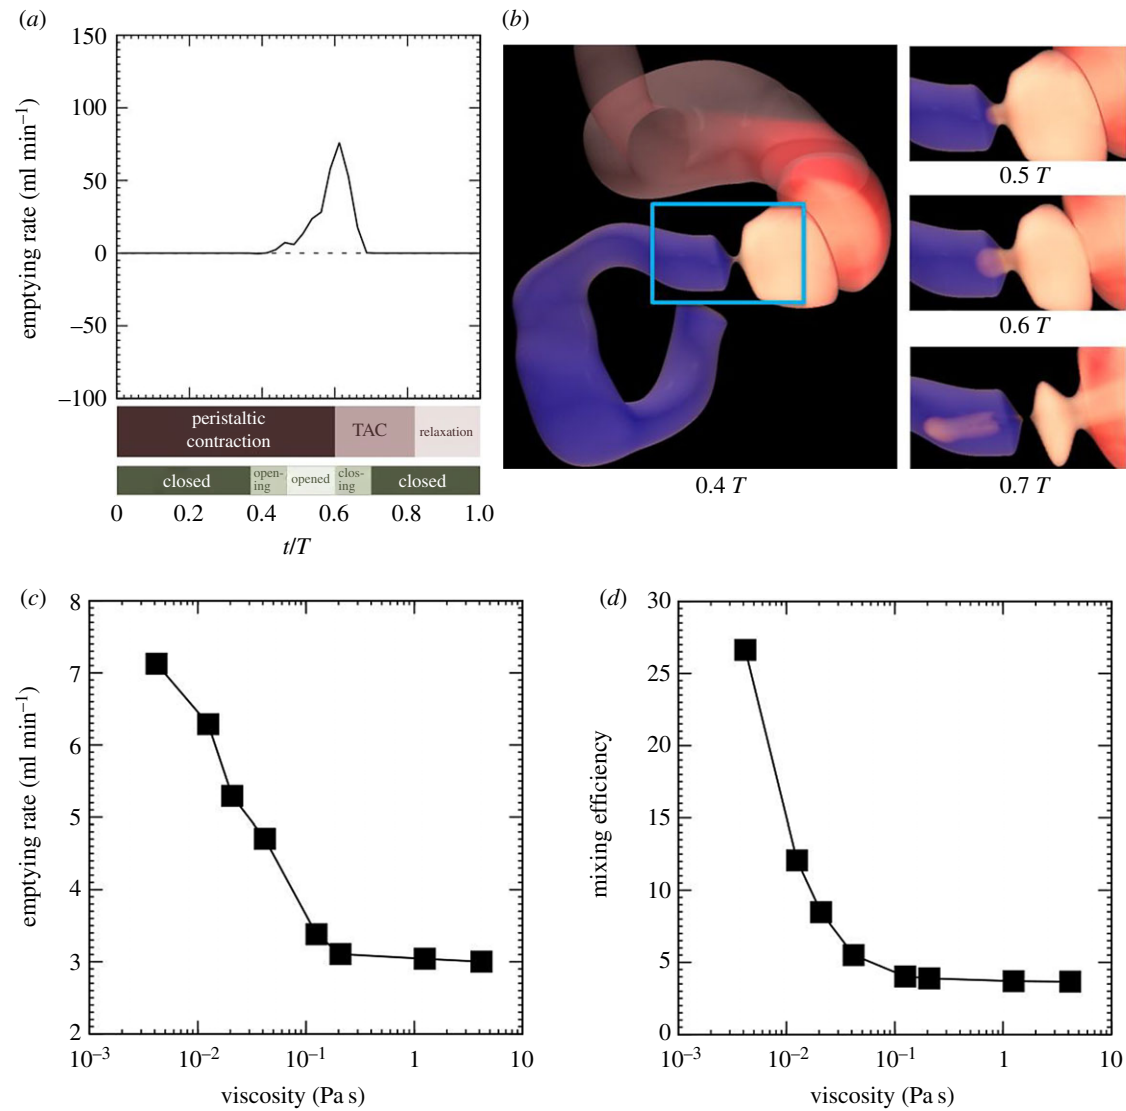 (a)
150
100
50
0
−50
−100
emptying rate (ml min−1)
peristaltic
contraction
TAC
relaxation
closed
open-
ing
opened
clos-
ing
closed
0 0.2 0.4 0.6 0.8 1.0
t/T
(b)
0.4 T
0.5 T
0.6 T
0.7 T
(c)
8
7
6
5
4
3
2
emptying rate (ml min−1)
10−3 10−2 10−1 1 10
viscosity (Pa s)
(d)
30
25
20
15
10
5
0
mixing efficiency
10−3 10−2 10−1 1 10
viscosity (Pa s)